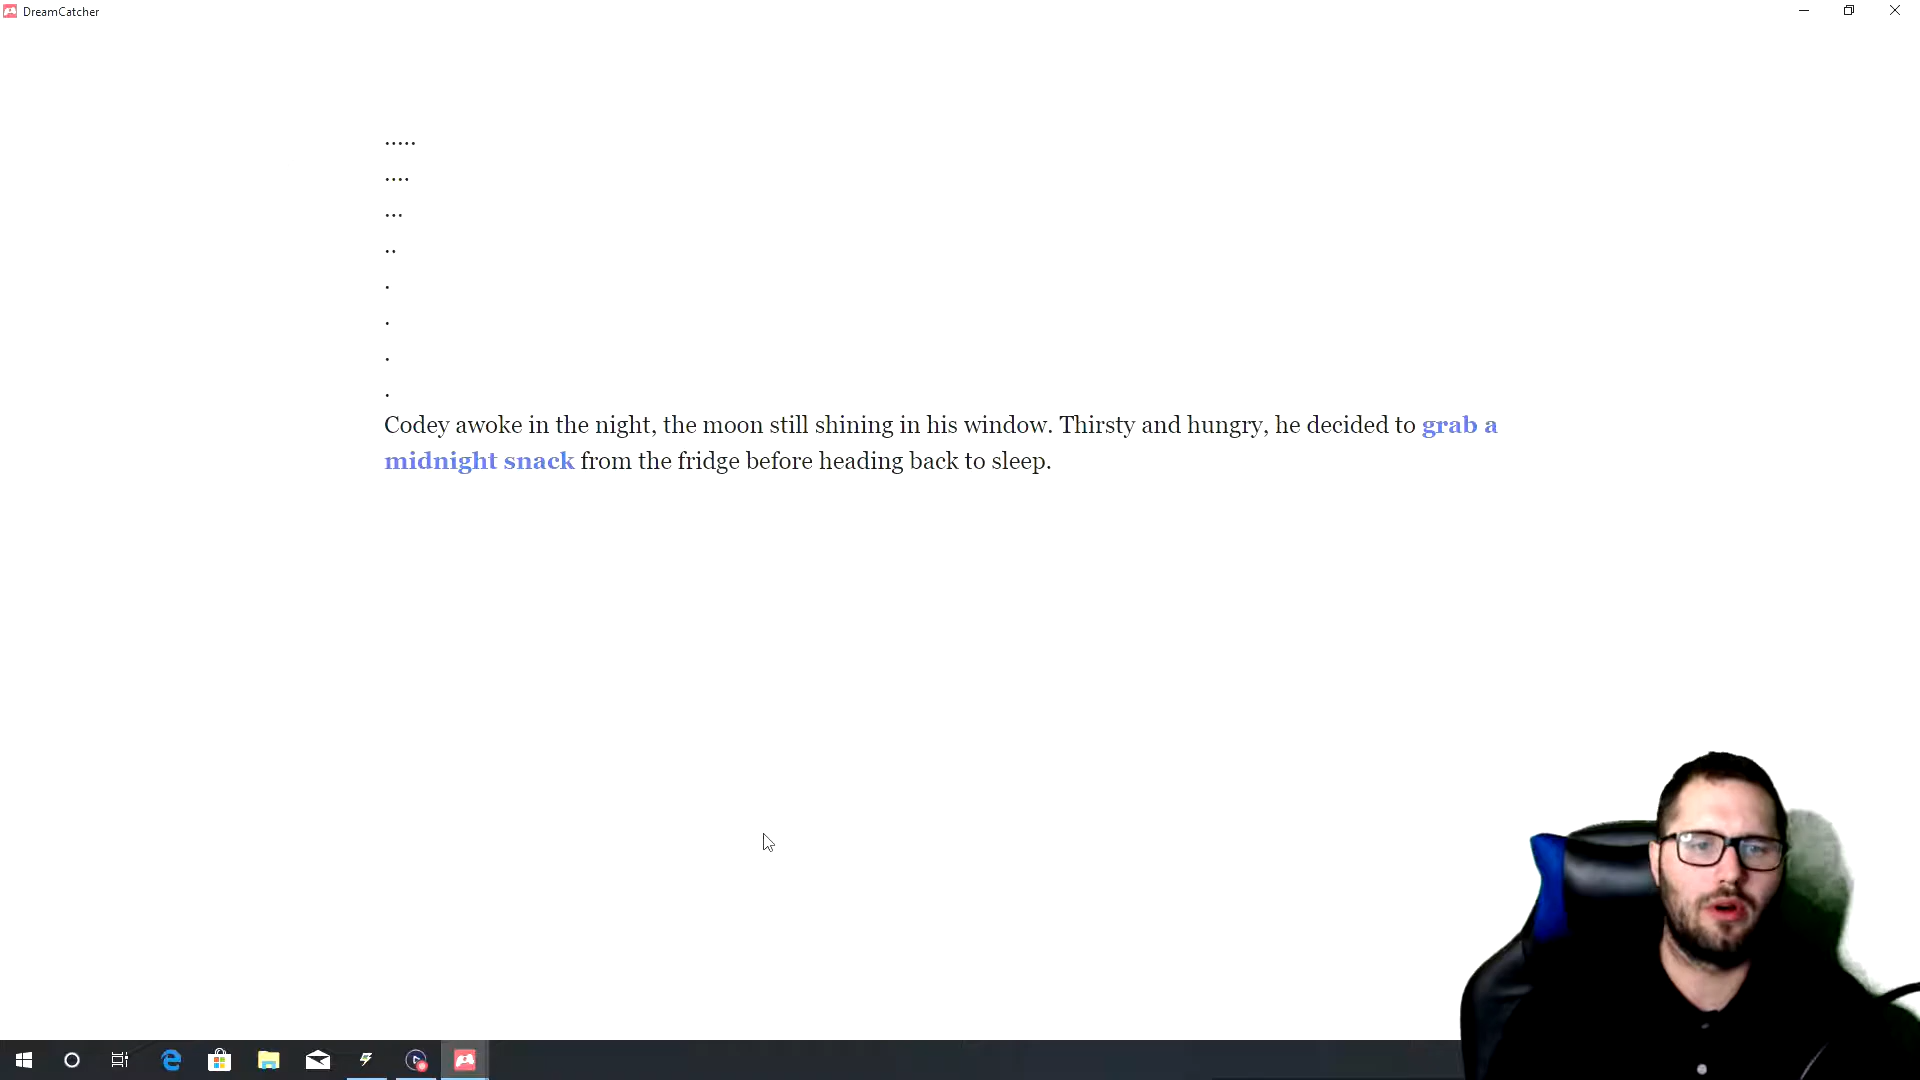 DreamCatcher
.....
....
...
..
.
.
.
.
Codey awoke in the night, the moon still shining in his window. Thirsty and hungry, he decided to grab a
midnight snack from the fridge before heading back to sleep.